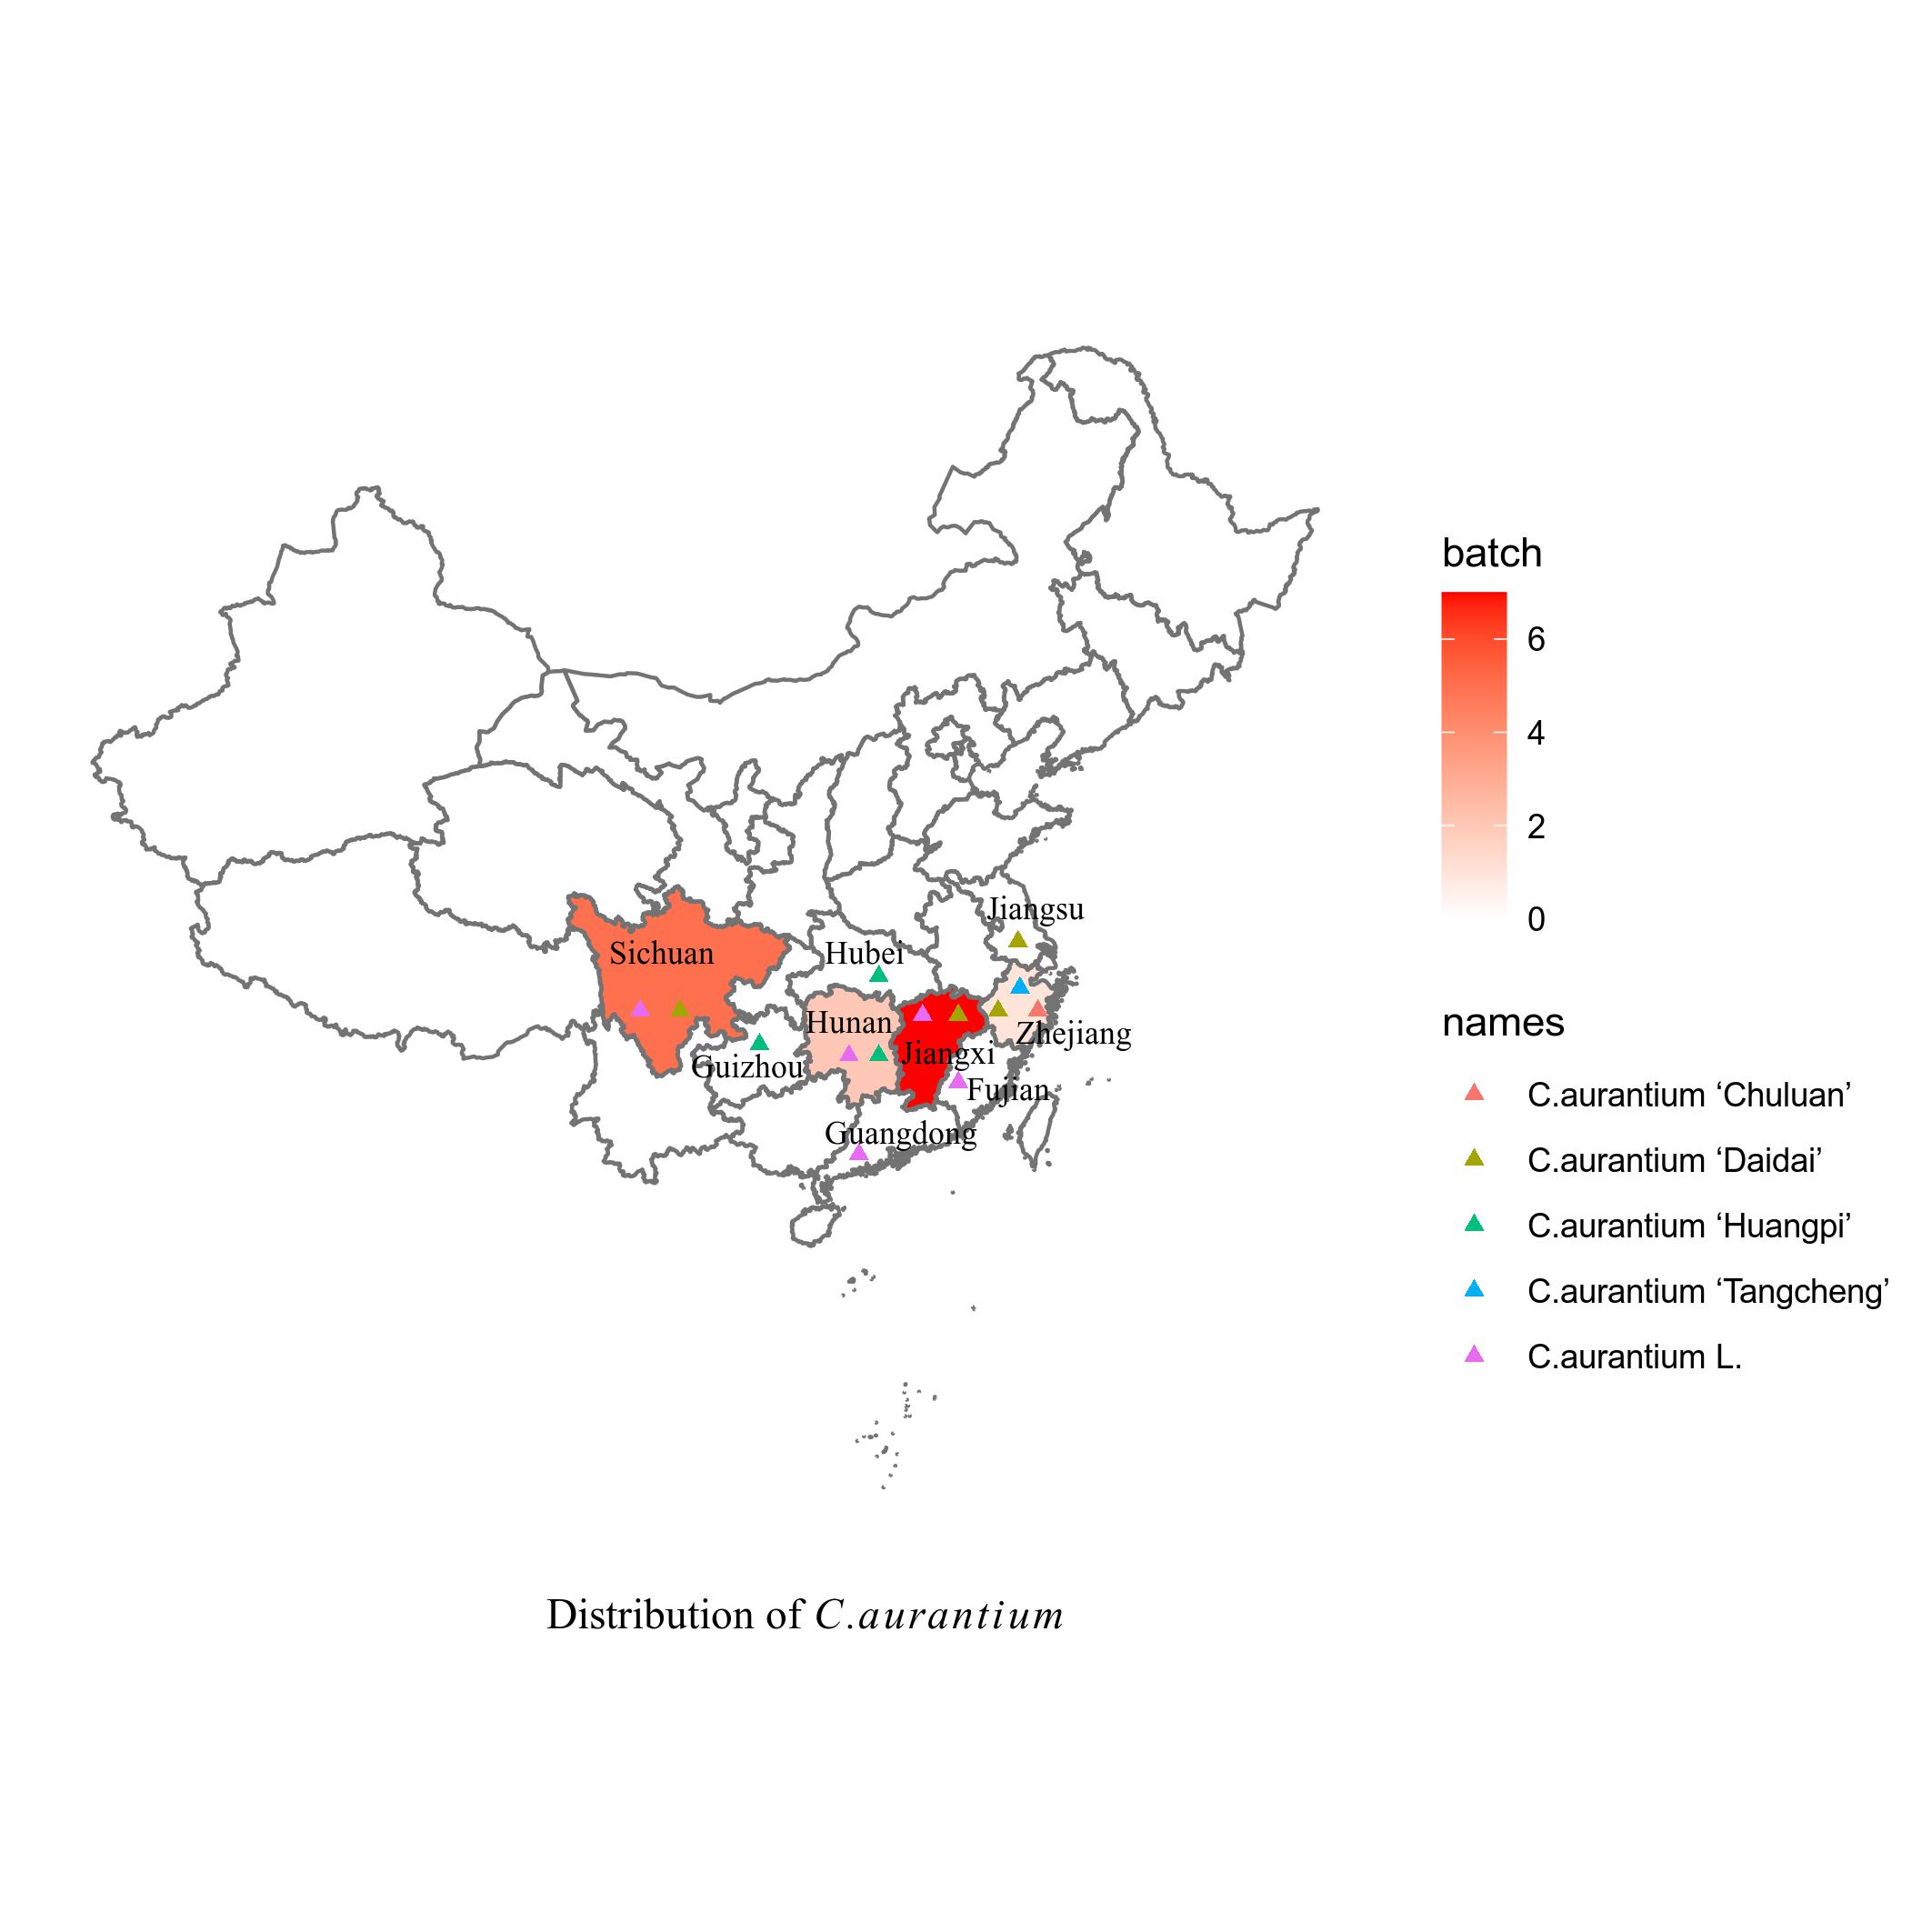 Jiangsu
Sichuan
Hubei
Hunan
Zhejiang
Jiangxi
Guizhou
Fujian
Guangdong
batch
6
4
2
0
names
C.aurantium ‘Chuluan’
C.aurantium ‘Daidai’
C.aurantium ‘Huangpi’
C.aurantium ‘Tangcheng’
C.aurantium L.
Distribution of C.aurantium